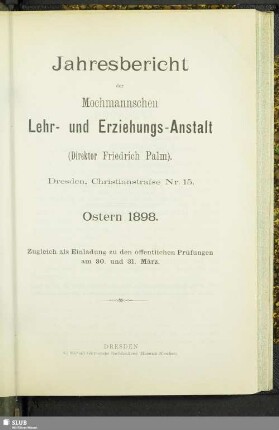 Jahresbericht
der
Mochmannschen
Lehr- und Erziehungs-Anstalt
(Direktor Friedrich Palm).
Dresden, Christianstraße Nr 15.
Ostern 1898.
Zugleich als Einladung zu den öffentlichen Prüfungen
am 30. und 31. März.
DRESDEN
SLUB